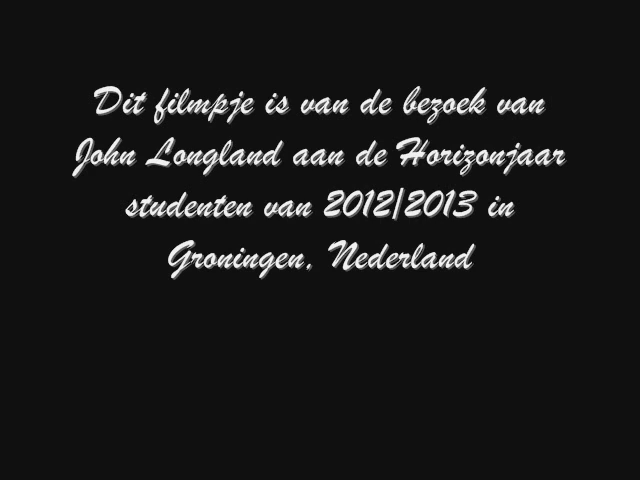 Dit filmpje is van de bezoek van
John Longland aan de Horizonjaar
studenten van 2012/2013 in
Groningen, Nederland